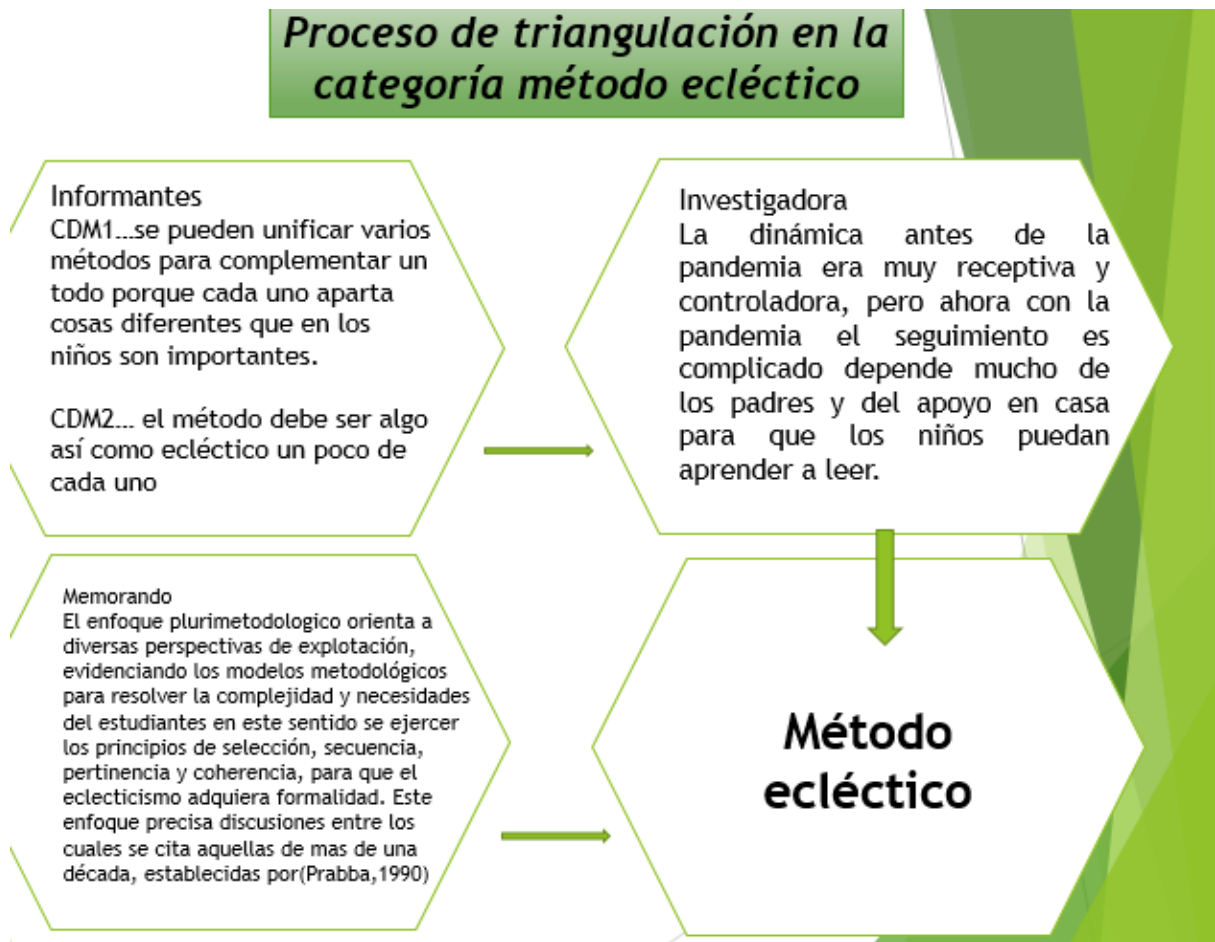 Proceso de triangulación en la
categoría método ecléctico
Informantes
CDM1...se pueden unificar varios
métodos para complementar un
todo porque cada uno aparta
cosas diferentes que en los
niños son importantes.
CDM2... el método debe ser algo
así como ecléctico un poco de
cada uno
Investigadora
La dinámica antes de la
pandemia era muy receptiva y
controladora, pero ahora con la
pandemia el seguimiento es
complicado depende mucho de
los padres y del apoyo en casa
para que los niños puedan
aprender a leer.
Memorando
El enfoque plurimetodologico orienta a
diversas perspectivas de explotación,
evidenciando los modelos metodológicos
para resolver la complejidad y necesidades
del estudiantes en este sentido se ejercer
los principios de selección, secuencia,
pertinencia y coherencia, para que el
eclecticismo adquiera formalidad. Este
enfoque precisa discusiones entre los
cuales se cita aquellas de mas de una
década, establecidas por(Prabba,1990)
Método
ecléctico